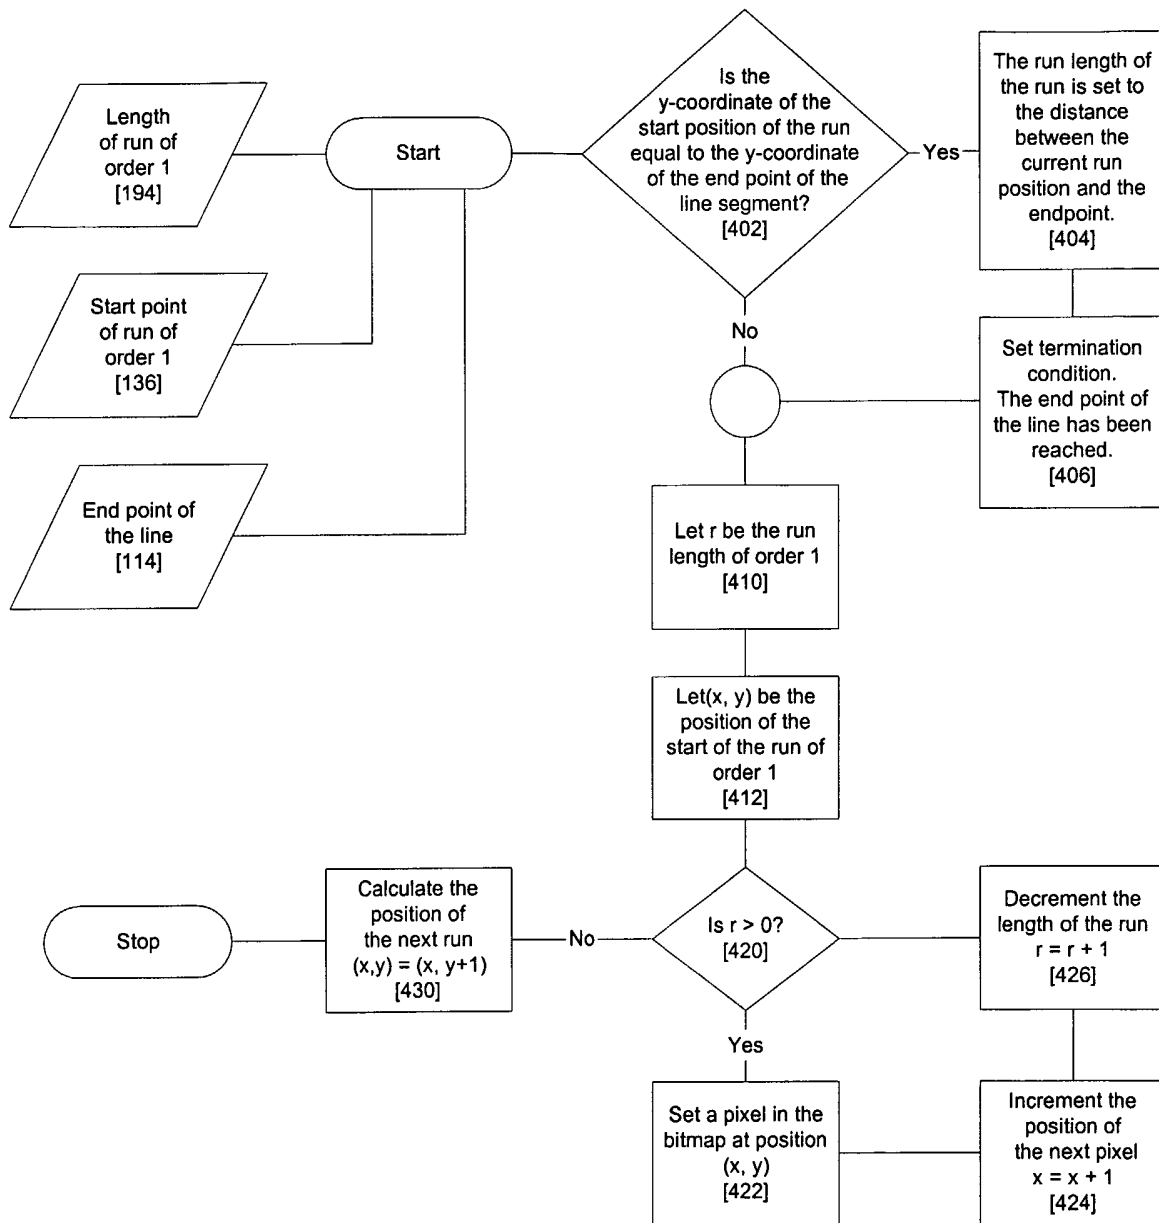 Length
of run of
order 1
[194]
Start
Is the
y-coordinate of the
start position of the run
equal to the y-coordinate
of the end point of the
line segment?
[402]
Yes
The run length of
the run is set to
the distance
between the
current run
position and the
endpoint.
[404]
Start point
of run of
order 1
[136]
No
Set termination
condition.
The end point of
the line has been
reached.
[406]
End point of
the line
[114]
Let r be the run
length of order 1
[410]
Let(x, y) be the
position of the
start of the run of
order 1
[412]
Stop
Calculate the
position of
the next run
(x,y) = (x, y+1)
[430]
No
Is r > 0?
[420]
Decrement the
length of the run
r = r + 1
[426]
Yes
Set a pixel in the
bitmap at position
(x, y)
[422]
Increment the
position of
the next pixel
x = x + 1
[424]